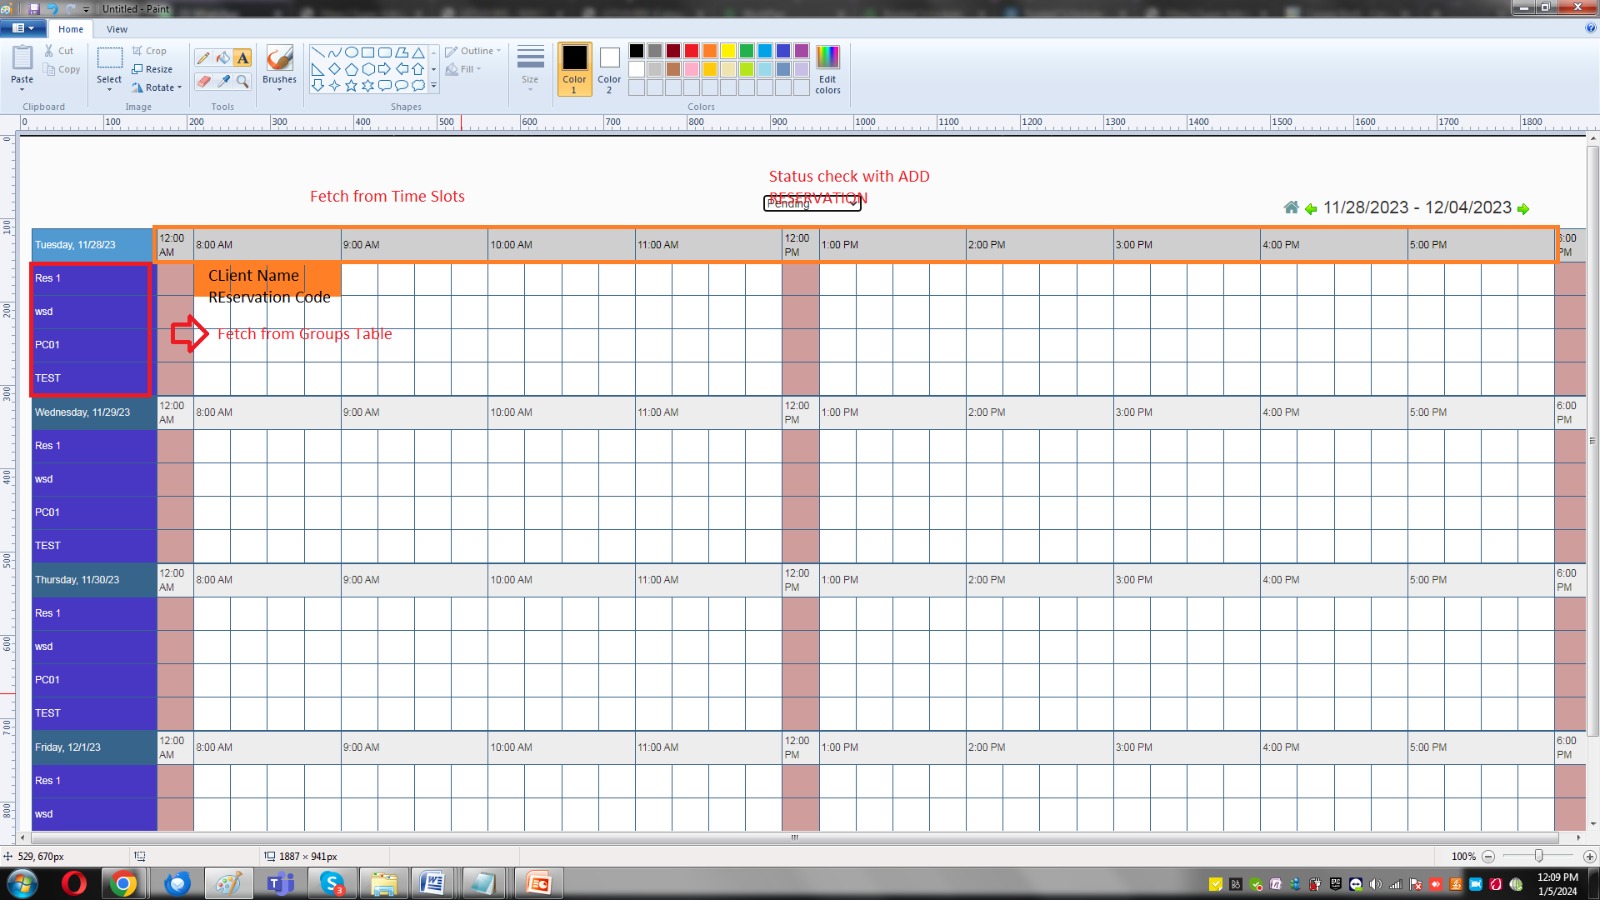 Untitled - Paint
Home View
Paste
Cut
Copy
Clipboard
Select
Crop
Resize
Rotate
Image
A
Tools
Brushes
Shapes
Outline
Fill
Size
Color 1
Color 2
Edit colors
Colors
0 100 200 300 400 500 600 700 800 900 1000 1100 1200 1300 1400 1500 1600 1700 1800
0 100 200 300 400 500 600 700 800
Fetch from Time Slots
Status check with ADD
RESERVATION
Pending
11/28/2023 - 12/04/2023
Tuesday, 11/28/23 12:00 AM 8:00 AM 9:00 AM 10:00 AM 11:00 AM 12:00 PM 1:00 PM 2:00 PM 3:00 PM 4:00 PM 5:00 PM 6:00 PM
Res 1
CLient Name
REservation Code
wsd
Fetch from Groups Table
PC01
TEST
Wednesday, 11/29/23 12:00 AM 8:00 AM 9:00 AM 10:00 AM 11:00 AM 12:00 PM 1:00 PM 2:00 PM 3:00 PM 4:00 PM 5:00 PM 6:00 PM
Res 1
wsd
PC01
TEST
Thursday, 11/30/23 12:00 AM 8:00 AM 9:00 AM 10:00 AM 11:00 AM 12:00 PM 1:00 PM 2:00 PM 3:00 PM 4:00 PM 5:00 PM 6:00 PM
Res 1
wsd
PC01
TEST
Friday, 12/1/23 12:00 AM 8:00 AM 9:00 AM 10:00 AM 11:00 AM 12:00 PM 1:00 PM 2:00 PM 3:00 PM 4:00 PM 5:00 PM 6:00 PM
Res 1
wsd
529, 670px
1887 × 941px
100%
12:09 PM
1/5/2024